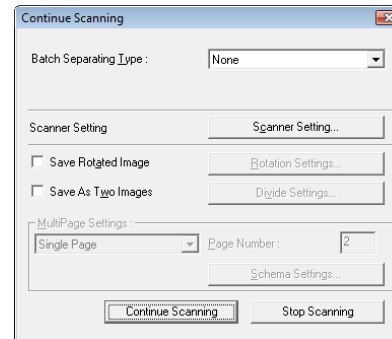 Continue Scanning
Batch Separating Type : None
Scanner Setting Scanner Setting...
Save Rotated Image Rotation Settings...
Save As Two Images Divide Settings...
MultiPage Settings :
Single Page Page Number : 2
Schema Settings...
Continue Scanning Stop Scanning